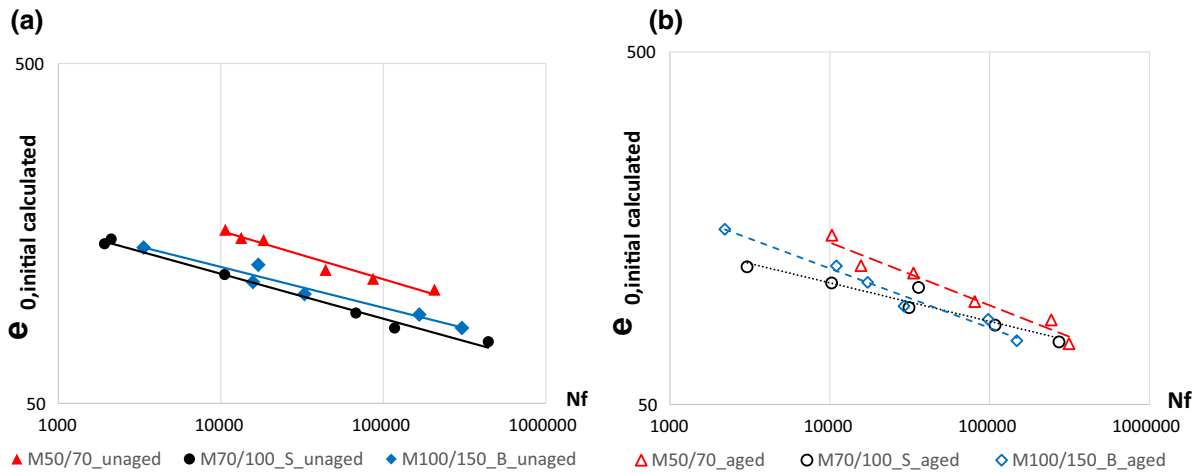 (a)
500
e 0,initial calculated
50
1000 10000 100000 1000000
Nf
M50/70_unaged M70/100_S_unaged M100/150_B_unaged
(b)
500
e 0,initial calculated
50
1000 10000 100000 1000000
Nf
M50/70_aged M70/100_S_aged M100/150_B_aged